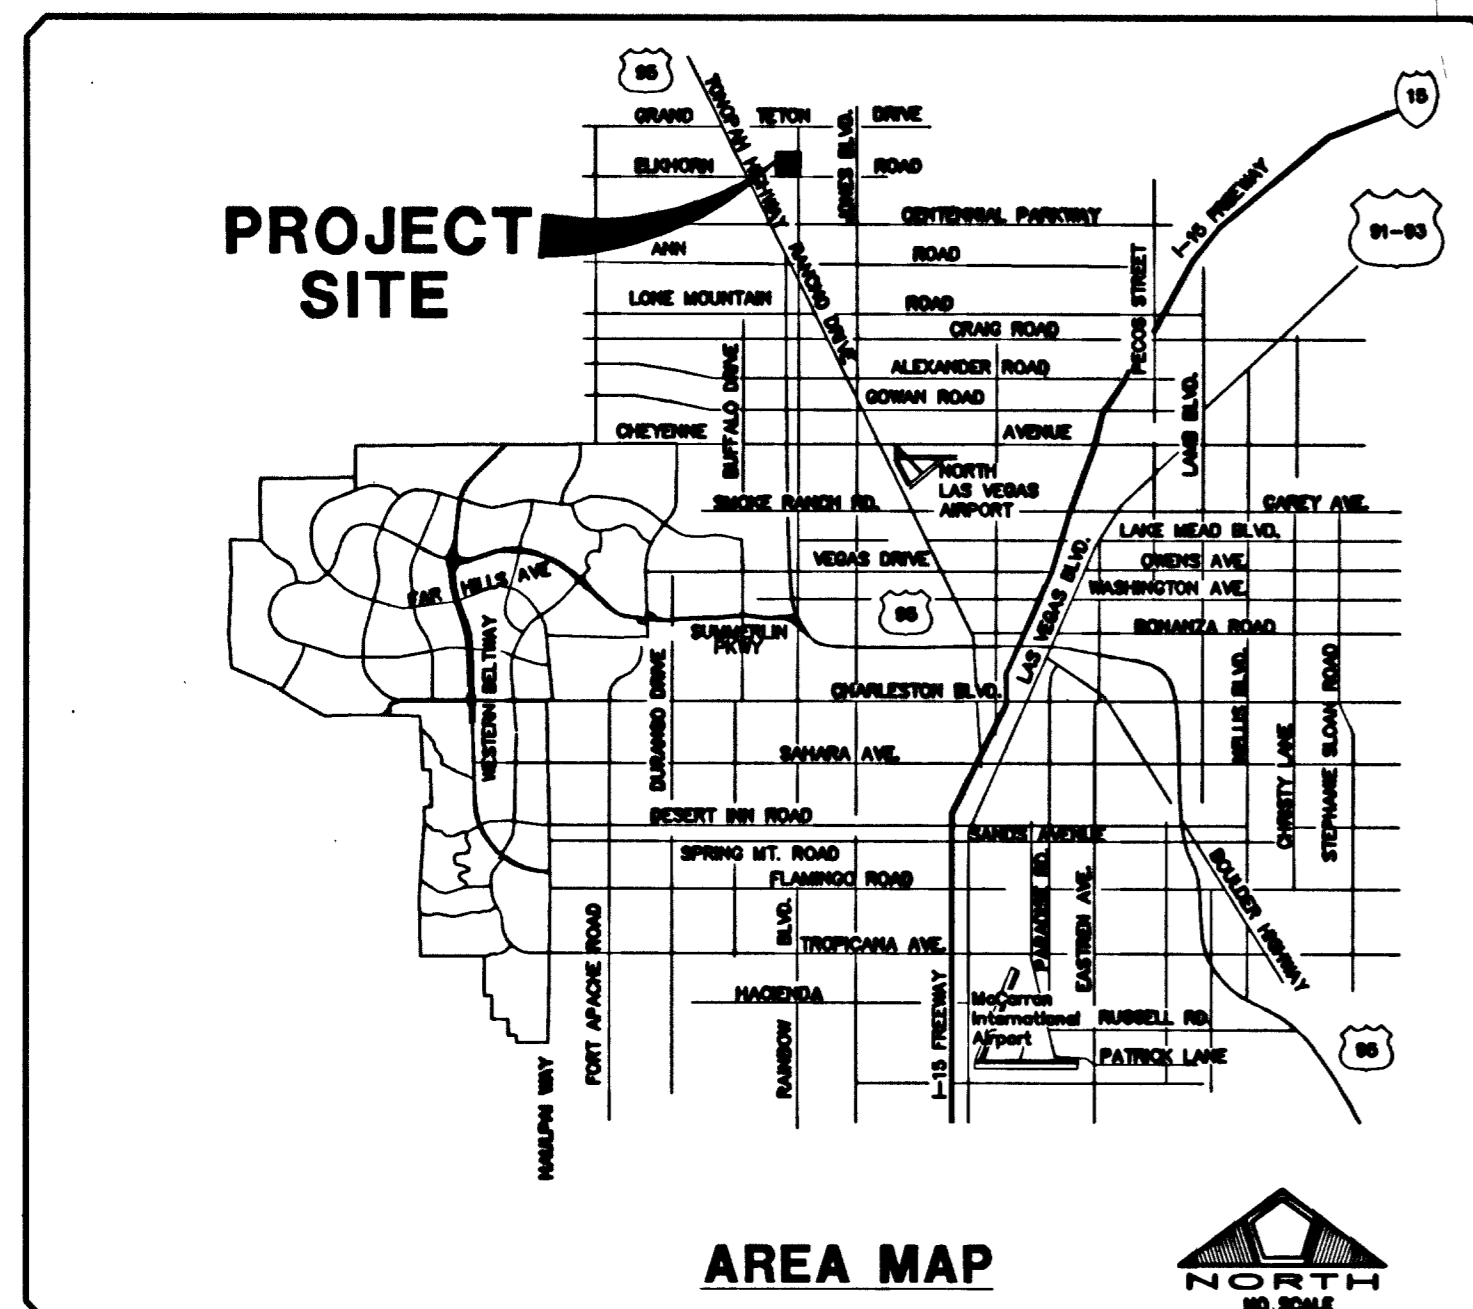 95
15
TONOPAH HIGHWAY
GRAND TETON DRIVE
JONES BLVD.
ELKHORN ROAD
I-15 FREEWAY
PROJECT
SITE
CENTENNIAL PARKWAY
91-93
ANN ROAD
RANCHO DRIVE
PECOS STREET
LONE MOUNTAIN ROAD
CRAIG ROAD
BUFFALO DRIVE
ALEXANDER ROAD
LAMB BLVD.
GOWAN ROAD
CHEYENNE AVENUE
NORTH
LAS VEGAS
AIRPORT
SMOKE RANCH RD.
CAREY AVE.
LAKE MEAD BLVD.
VEGAS DRIVE
OWENS AVE.
FAR HILLS AVE
WASHINGTON AVE.
LAS VEGAS BLVD.
95
SUMMERLIN
PKWY
BONANZA ROAD
WESTERN BELTWAY
DURANGO DRIVE
CHARLESTON BLVD.
NELLIS BLVD.
STEPHANIE SLOAN ROAD
CHRISTY LANE
SAHARA AVE.
DESERT INN ROAD
SANDS AVENUE
SPRING MT. ROAD
FLAMINGO ROAD
PARADISE RD.
EASTREN AVE.
BOULDER HIGHWAY
FORT APACHE ROAD
RAINBOW BLVD.
TROPICANA AVE.
HACIENDA
I-15 FREEWAY
McCarran
International
Airport
RUSSELL RD.
PATRICK LANE
95
HAULPAI WAY
AREA MAP
NORTH
NO SCALE